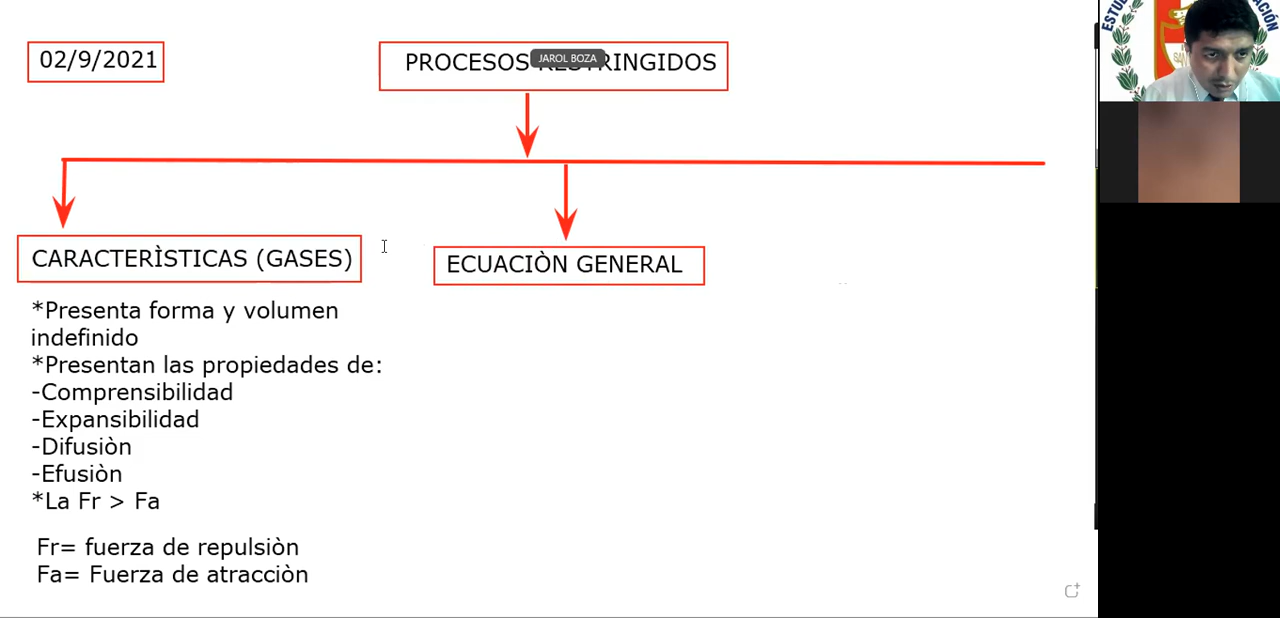 02/9/2021
PROCESOS RESTRINGIDOS
JAROL BOZA
CARACTERÌSTICAS (GASES)
ECUACIÒN GENERAL
*Presenta forma y volumen
indefinido
*Presentan las propiedades de:
-Comprensibilidad
-Expansibilidad
-Difusiòn
-Efusiòn
*La Fr > Fa
Fr= fuerza de repulsiòn
Fa= Fuerza de atracciòn